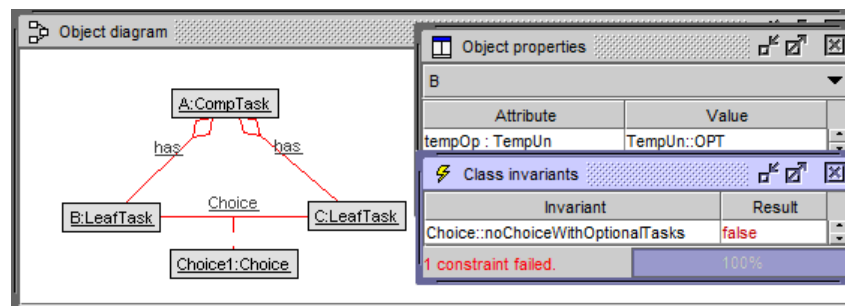 Object diagram
A:CompTask
has
has
B:LeafTask
Choice
C:LeafTask
Choice1:Choice
Object properties
B
Attribute Value
tempOp : TempUn TempUn::OPT
Class invariants
Invariant Result
Choice::noChoiceWithOptionalTasks false
1 constraint failed. 100%